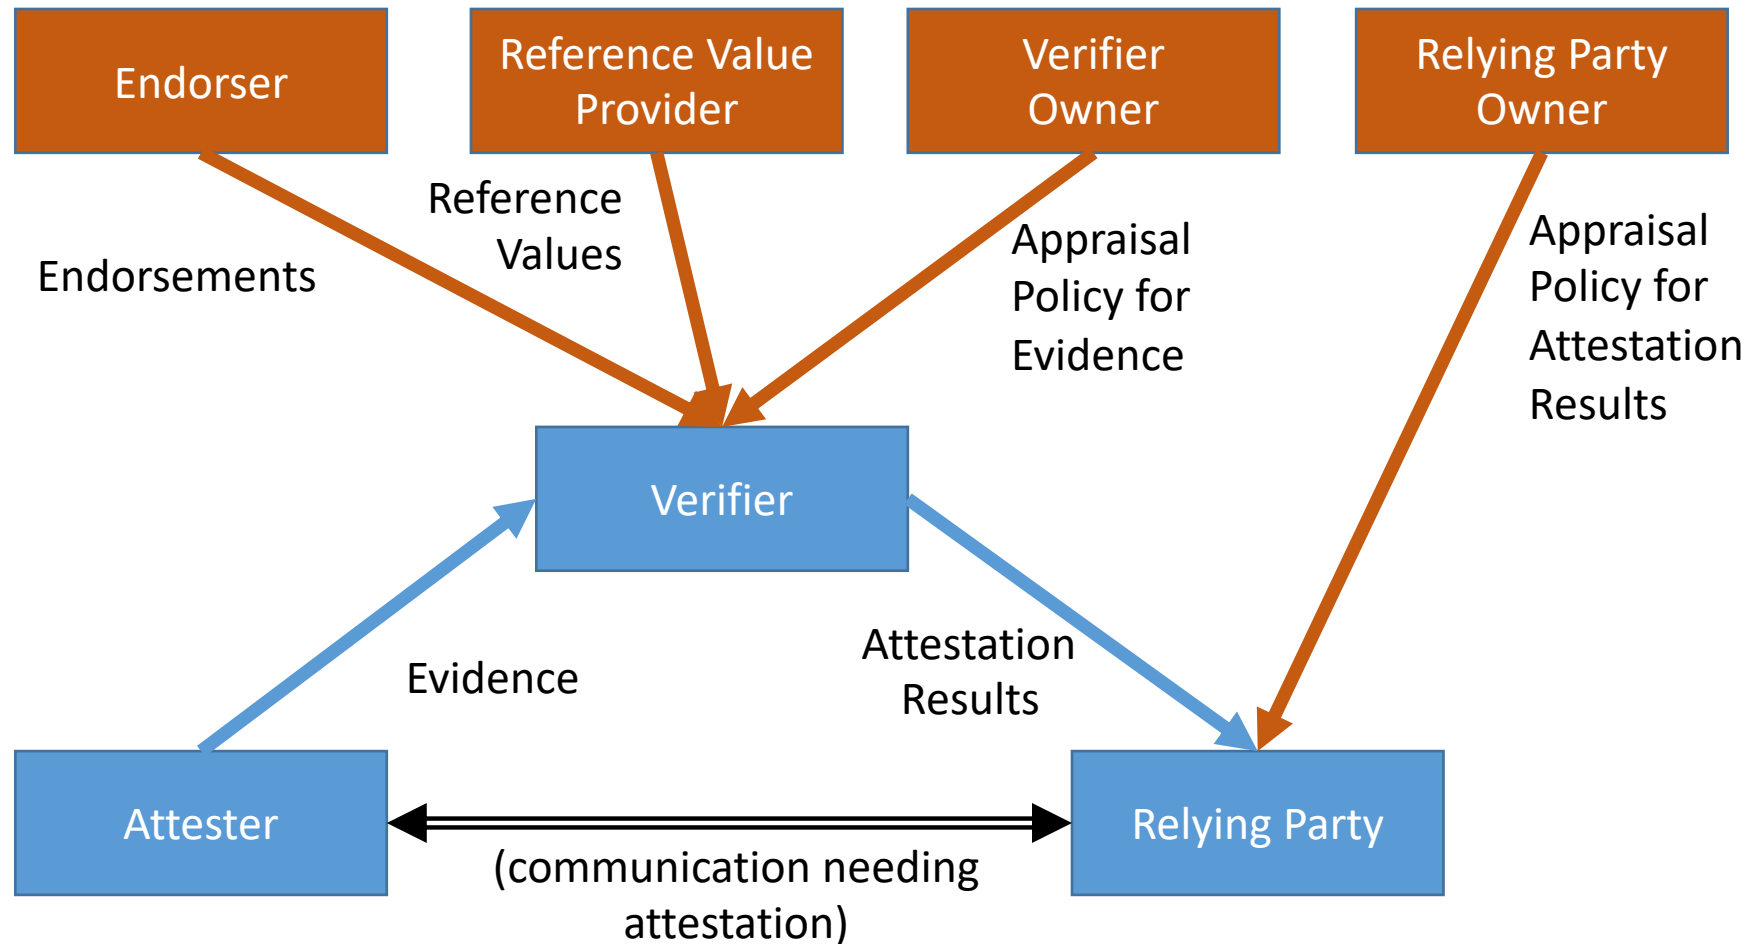 Endorser
Reference Value
Provider
Verifier
Owner
Relying Party
Owner
Endorsements
Reference
Values
Appraisal
Policy for
Evidence
Appraisal
Policy for
Attestation
Results
Verifier
Evidence
Attestation
Results
Attester
(communication needing
attestation)
Relying Party